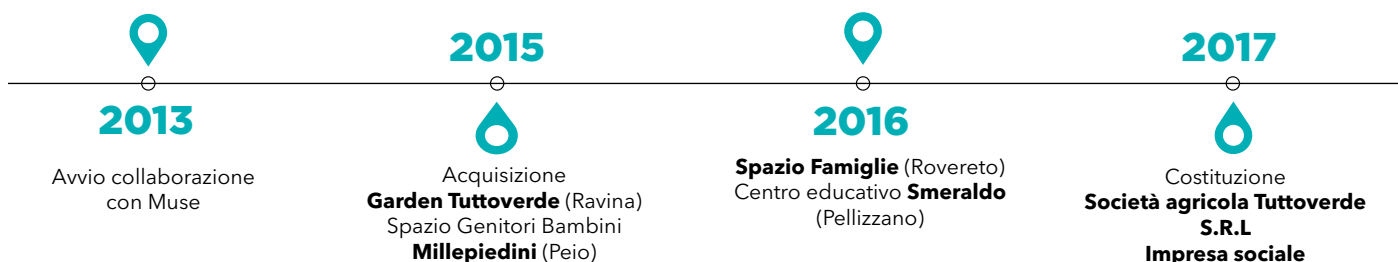 2013
Avvio collaborazione
con Muse
2015
Acquisizione
Garden Tuttoverde (Ravina)
Spazio Genitori Bambini
Millepiedini (Peio)
2016
Spazio Famiglie (Rovereto)
Centro educativo Smeraldo
(Pellizzano)
2017
Costituzione
Società agricola Tuttoverde
S.R.L
Impresa sociale